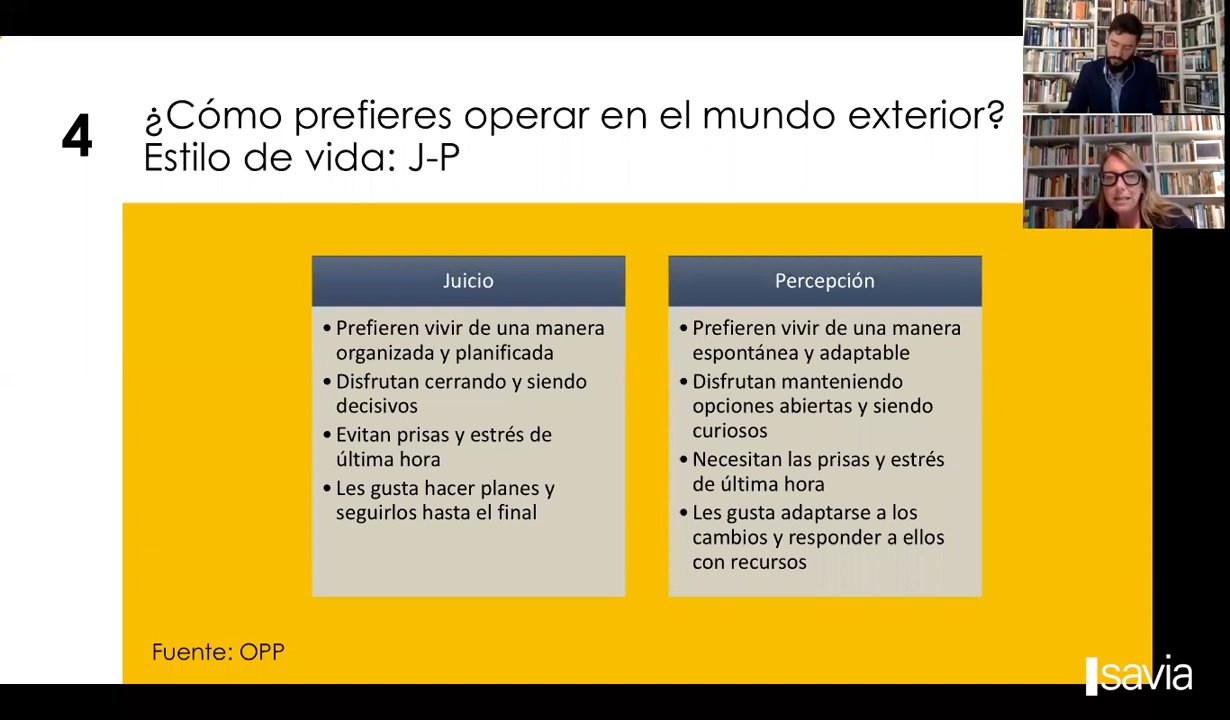 4
¿Cómo prefieres operar en el mundo exterior?
Estilo de vida: J-P
Juicio
• Prefieren vivir de una manera
organizada y planificada
• Disfrutan cerrando y siendo
decisivos
• Evitan prisas y estrés de
última hora
• Les gusta hacer planes y
seguirlos hasta el final
Percepción
• Prefieren vivir de una manera
espontánea y adaptable
• Disfrutan manteniendo
opciones abiertas y siendo
curiosos
• Necesitan las prisas y estrés
de última hora
• Les gusta adaptarse a los
cambios y responder a ellos
con recursos
Fuente: OPP
savia